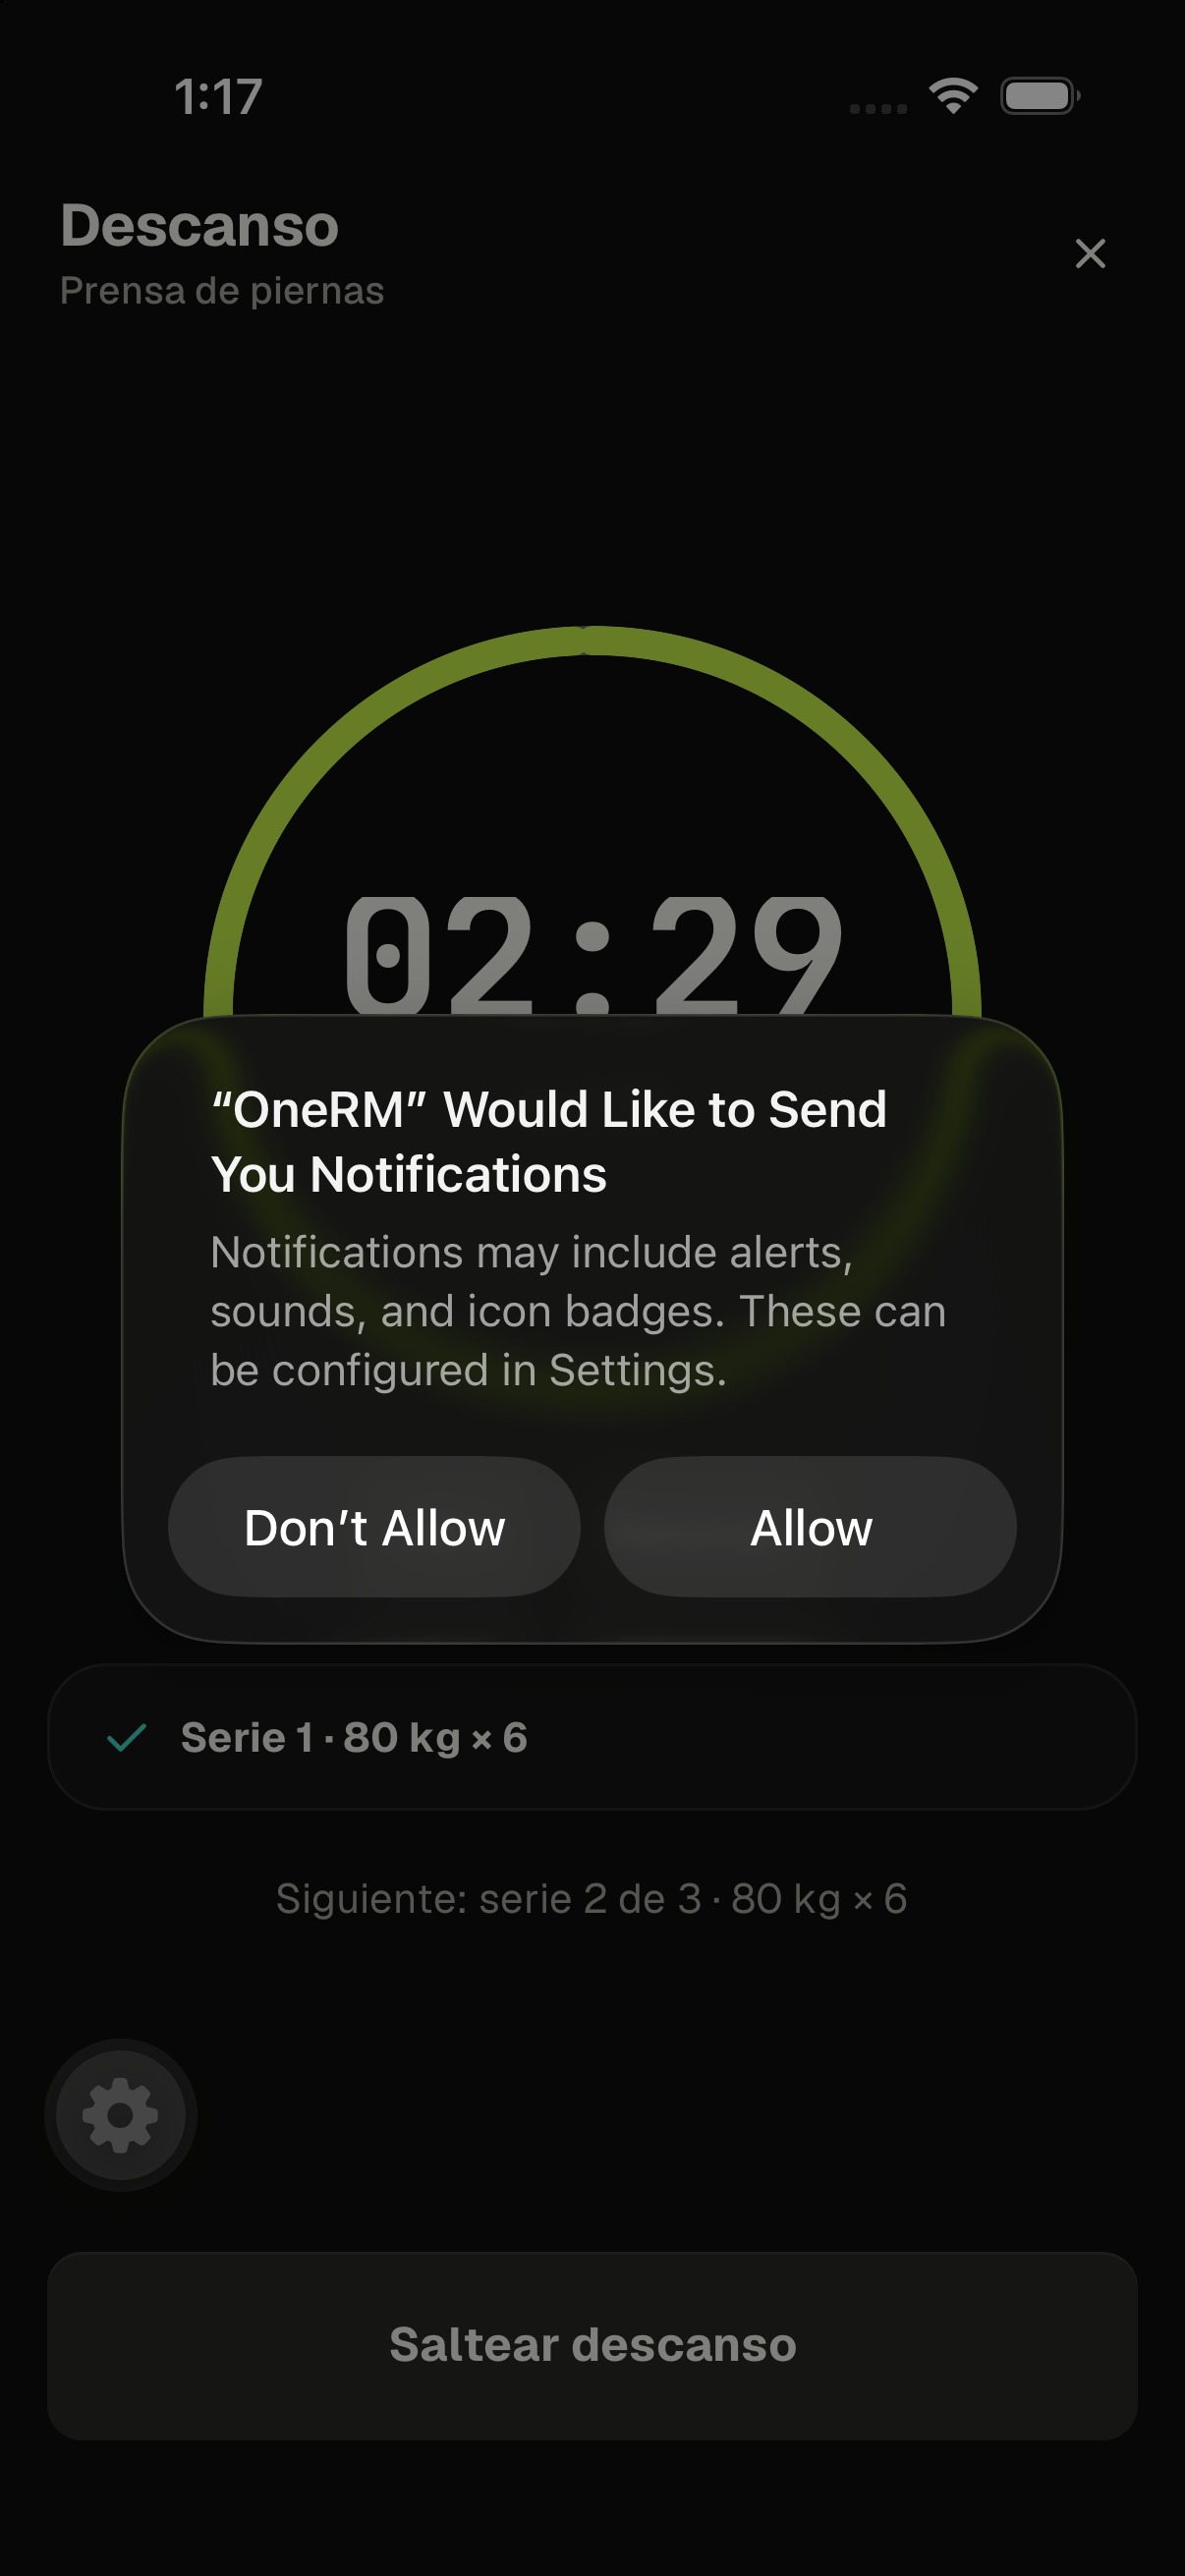 1:17
Descanso
Prensa de piernas
02:29
“OneRM” Would Like to Send
You Notifications
Notifications may include alerts,
sounds, and icon badges. These can
be configured in Settings.
Don’t Allow
Allow
Serie 1 · 80 kg × 6
Siguiente: serie 2 de 3 · 80 kg × 6
Saltear descanso